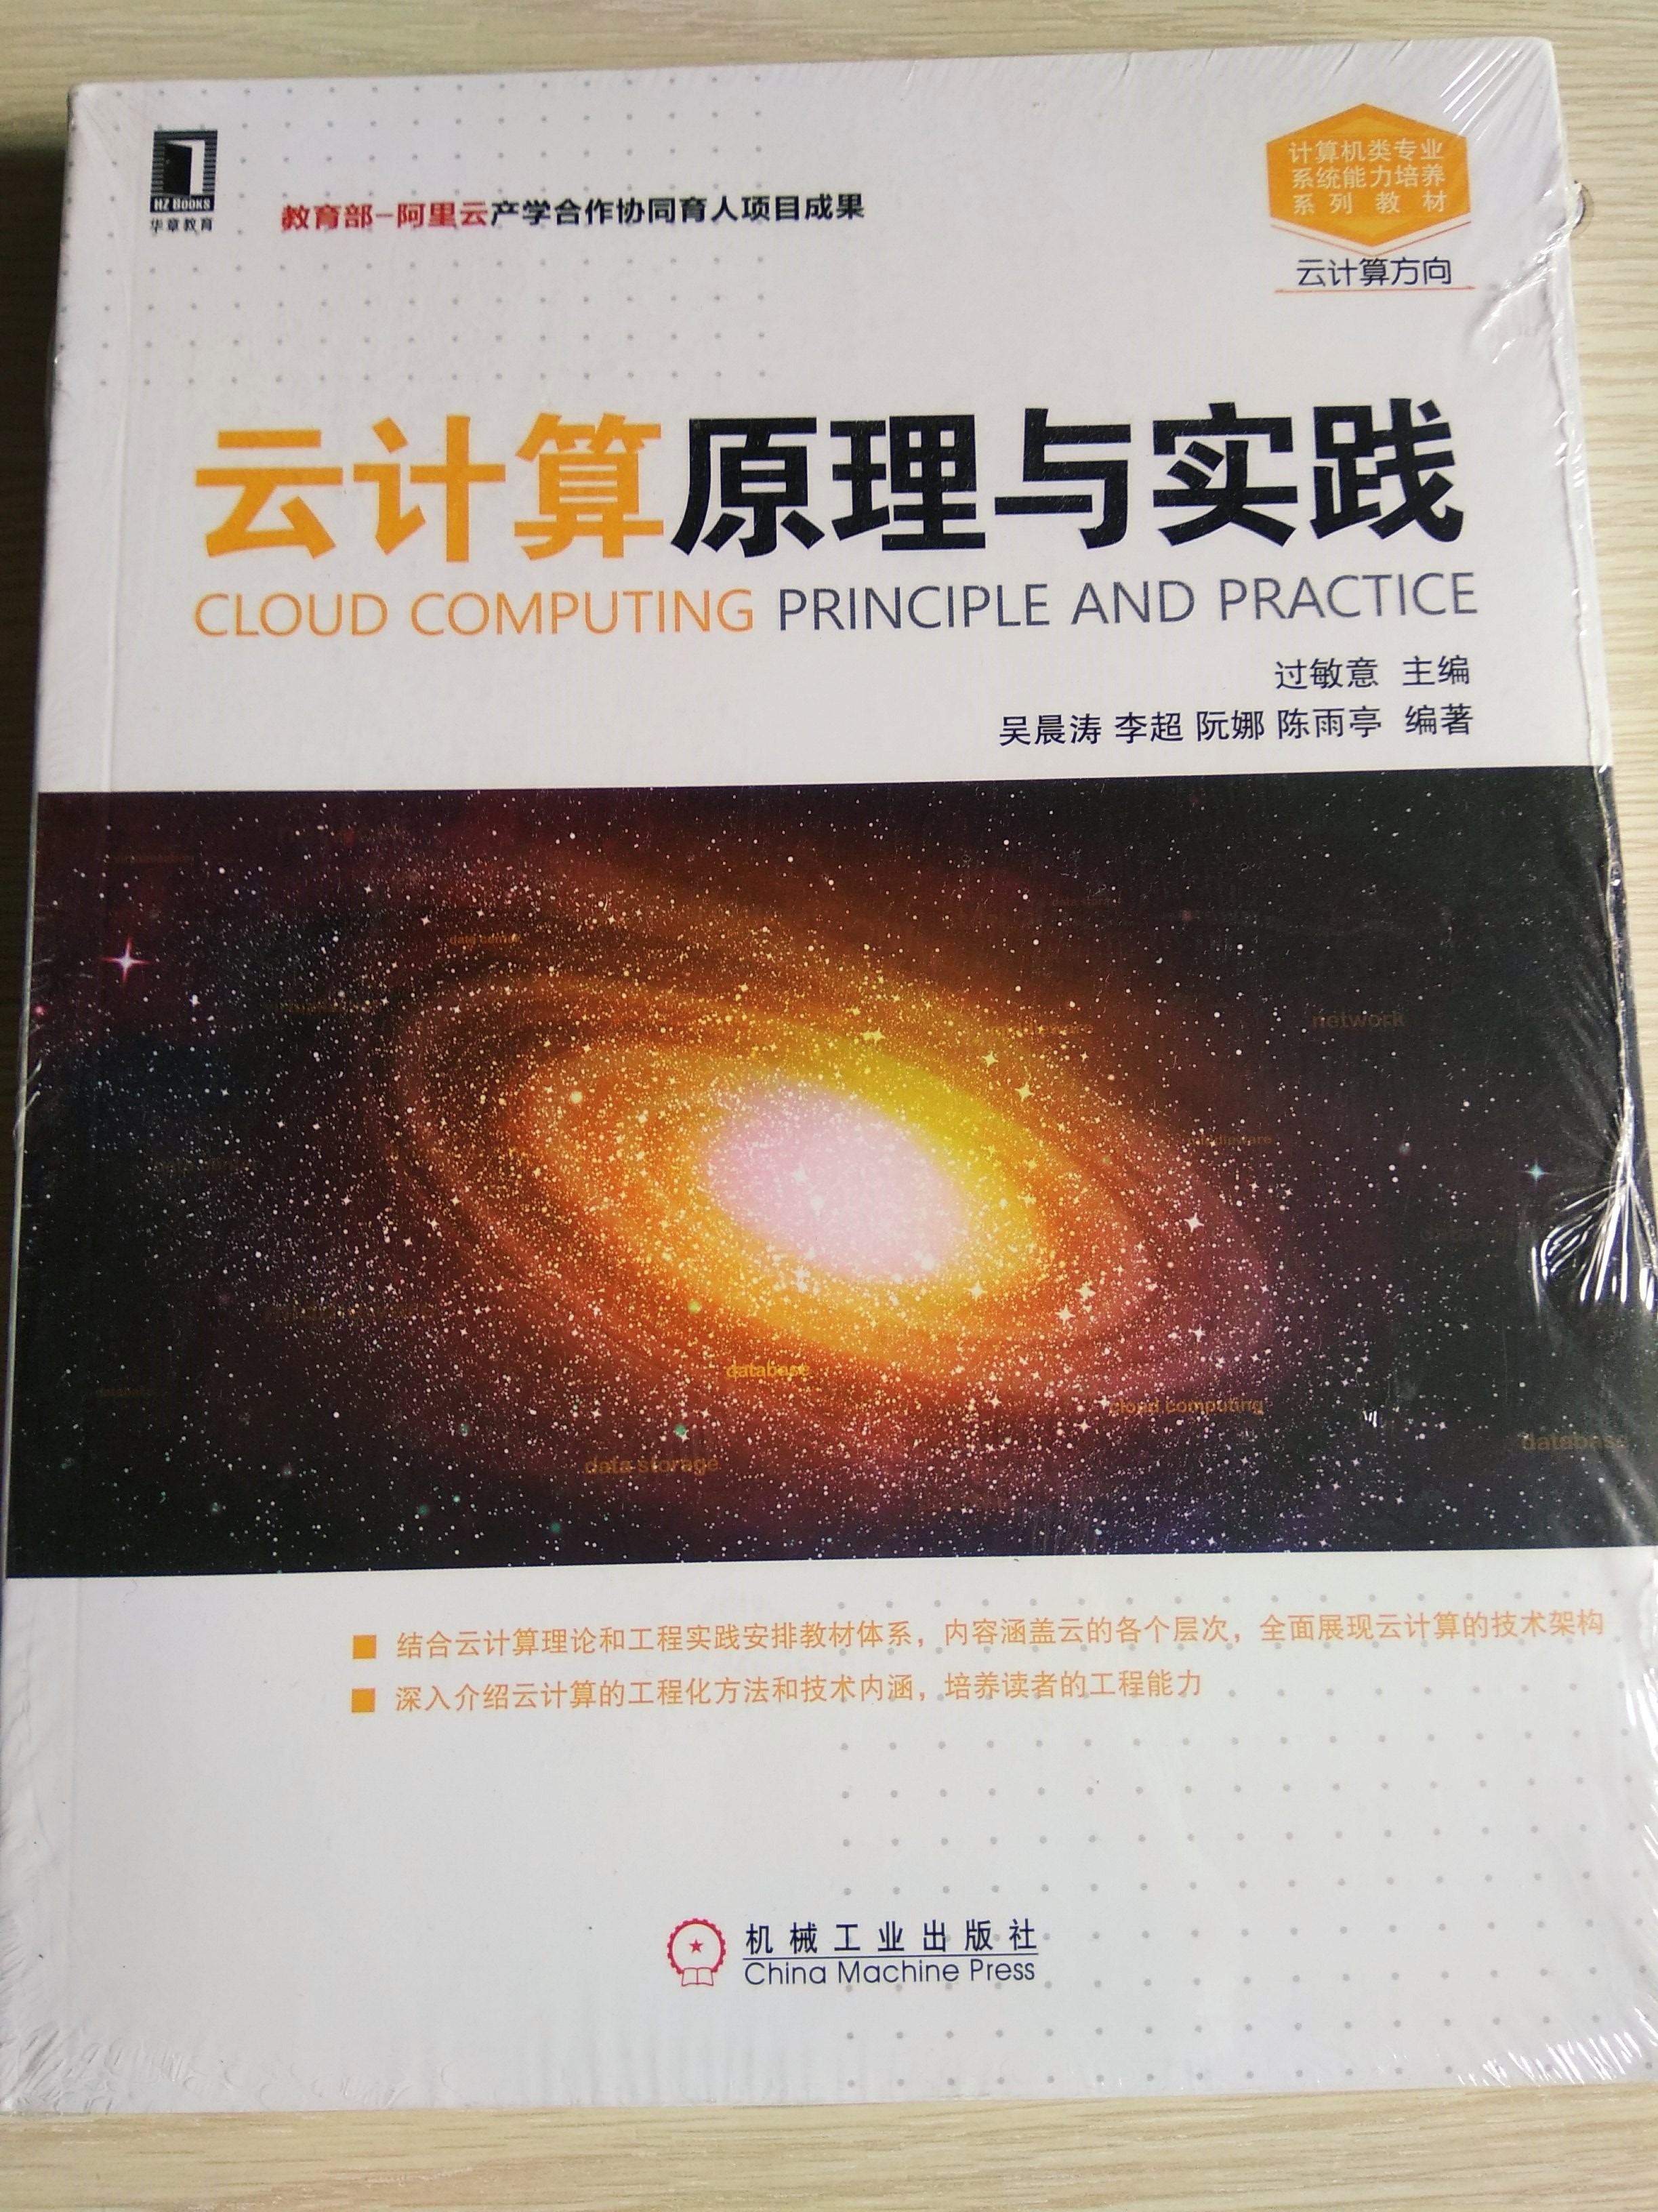 HZ BOOKS
华章教育
教育部-阿里云产学合作协同育人项目成果
计算机类专业
系统能力培养
系列教材
云计算方向
云计算原理与实践
CLOUD COMPUTING PRINCIPLE AND PRACTICE
过敏意 主编
吴晨涛 李超 阮娜 陈雨亭 编著
data center
network
database
cloud computing
database
data storage
结合云计算理论和工程实践安排教材体系，内容涵盖云的各个层次，全面展现云计算的技术架构
深入介绍云计算的工程化方法和技术内涵，培养读者的工程能力
机械工业出版社
China Machine Press